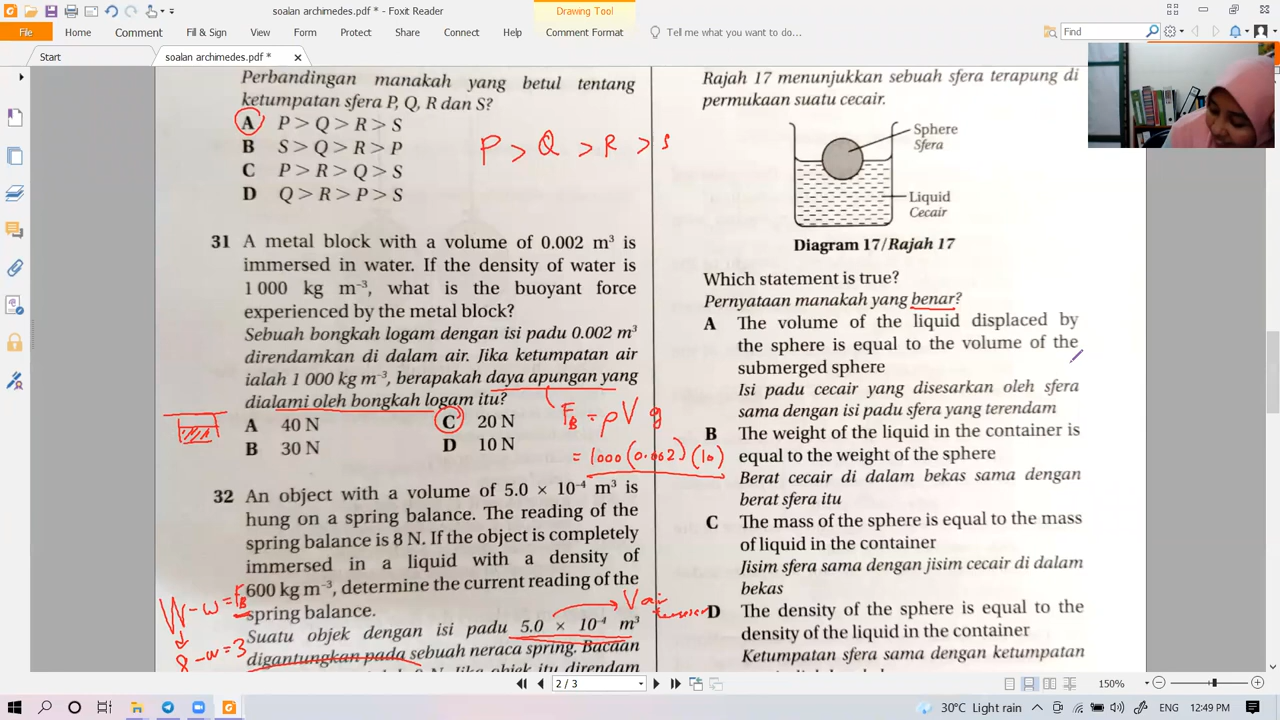 soalan archimedes.pdf * - Foxit Reader
Drawing Tool
File
Home
Comment
Fill & Sign
View
Form
Protect
Share
Connect
Help
Comment Format
Tell me what you want to do...
Find
Start
soalan archimedes.pdf *
Perbandingan manakah yang betul tentang
ketumpatan sfera P, Q, R dan S?
A P > Q > R > S
B S > Q > R > P
C P > R > Q > S
D Q > R > P > S
P > Q > R > S
31 A metal block with a volume of 0.002 m³ is
immersed in water. If the density of water is
1 000 kg m⁻³, what is the buoyant force
experienced by the metal block?
Sebuah bongkah logam dengan isi padu 0.002 m³
direndamkan di dalam air. Jika ketumpatan air
ialah 1 000 kg m⁻³, berapakah daya apungan yang
dialami oleh bongkah logam itu?
A 40 N
C 20 N
B 30 N
D 10 N
F_B = ρVg
= 1000 (0.002) (10)
32 An object with a volume of 5.0 × 10⁻⁴ m³ is
hung on a spring balance. The reading of the
spring balance is 8 N. If the object is completely
immersed in a liquid with a density of
600 kg m⁻³, determine the current reading of the
spring balance.
Suatu objek dengan isi padu 5.0 × 10⁻⁴ m³
digantungkan pada sebuah neraca spring. Bacaan
W - w = F_B
8 - w = 3
V air
Rajah 17 menunjukkan sebuah sfera terapung di
permukaan suatu cecair.
Sphere
Sfera
Liquid
Cecair
Diagram 17/Rajah 17
Which statement is true?
Pernyataan manakah yang benar?
A The volume of the liquid displaced by
the sphere is equal to the volume of the
submerged sphere
Isi padu cecair yang disesarkan oleh sfera
sama dengan isi padu sfera yang terendam
B The weight of the liquid in the container is
equal to the weight of the sphere
Berat cecair di dalam bekas sama dengan
berat sfera itu
C The mass of the sphere is equal to the mass
of liquid in the container
Jisim sfera sama dengan jisim cecair di dalam
bekas
D The density of the sphere is equal to the
density of the liquid in the container
Ketumpatan sfera sama dengan ketumpatan
2 / 3
150%
30°C Light rain
ENG
12:49 PM